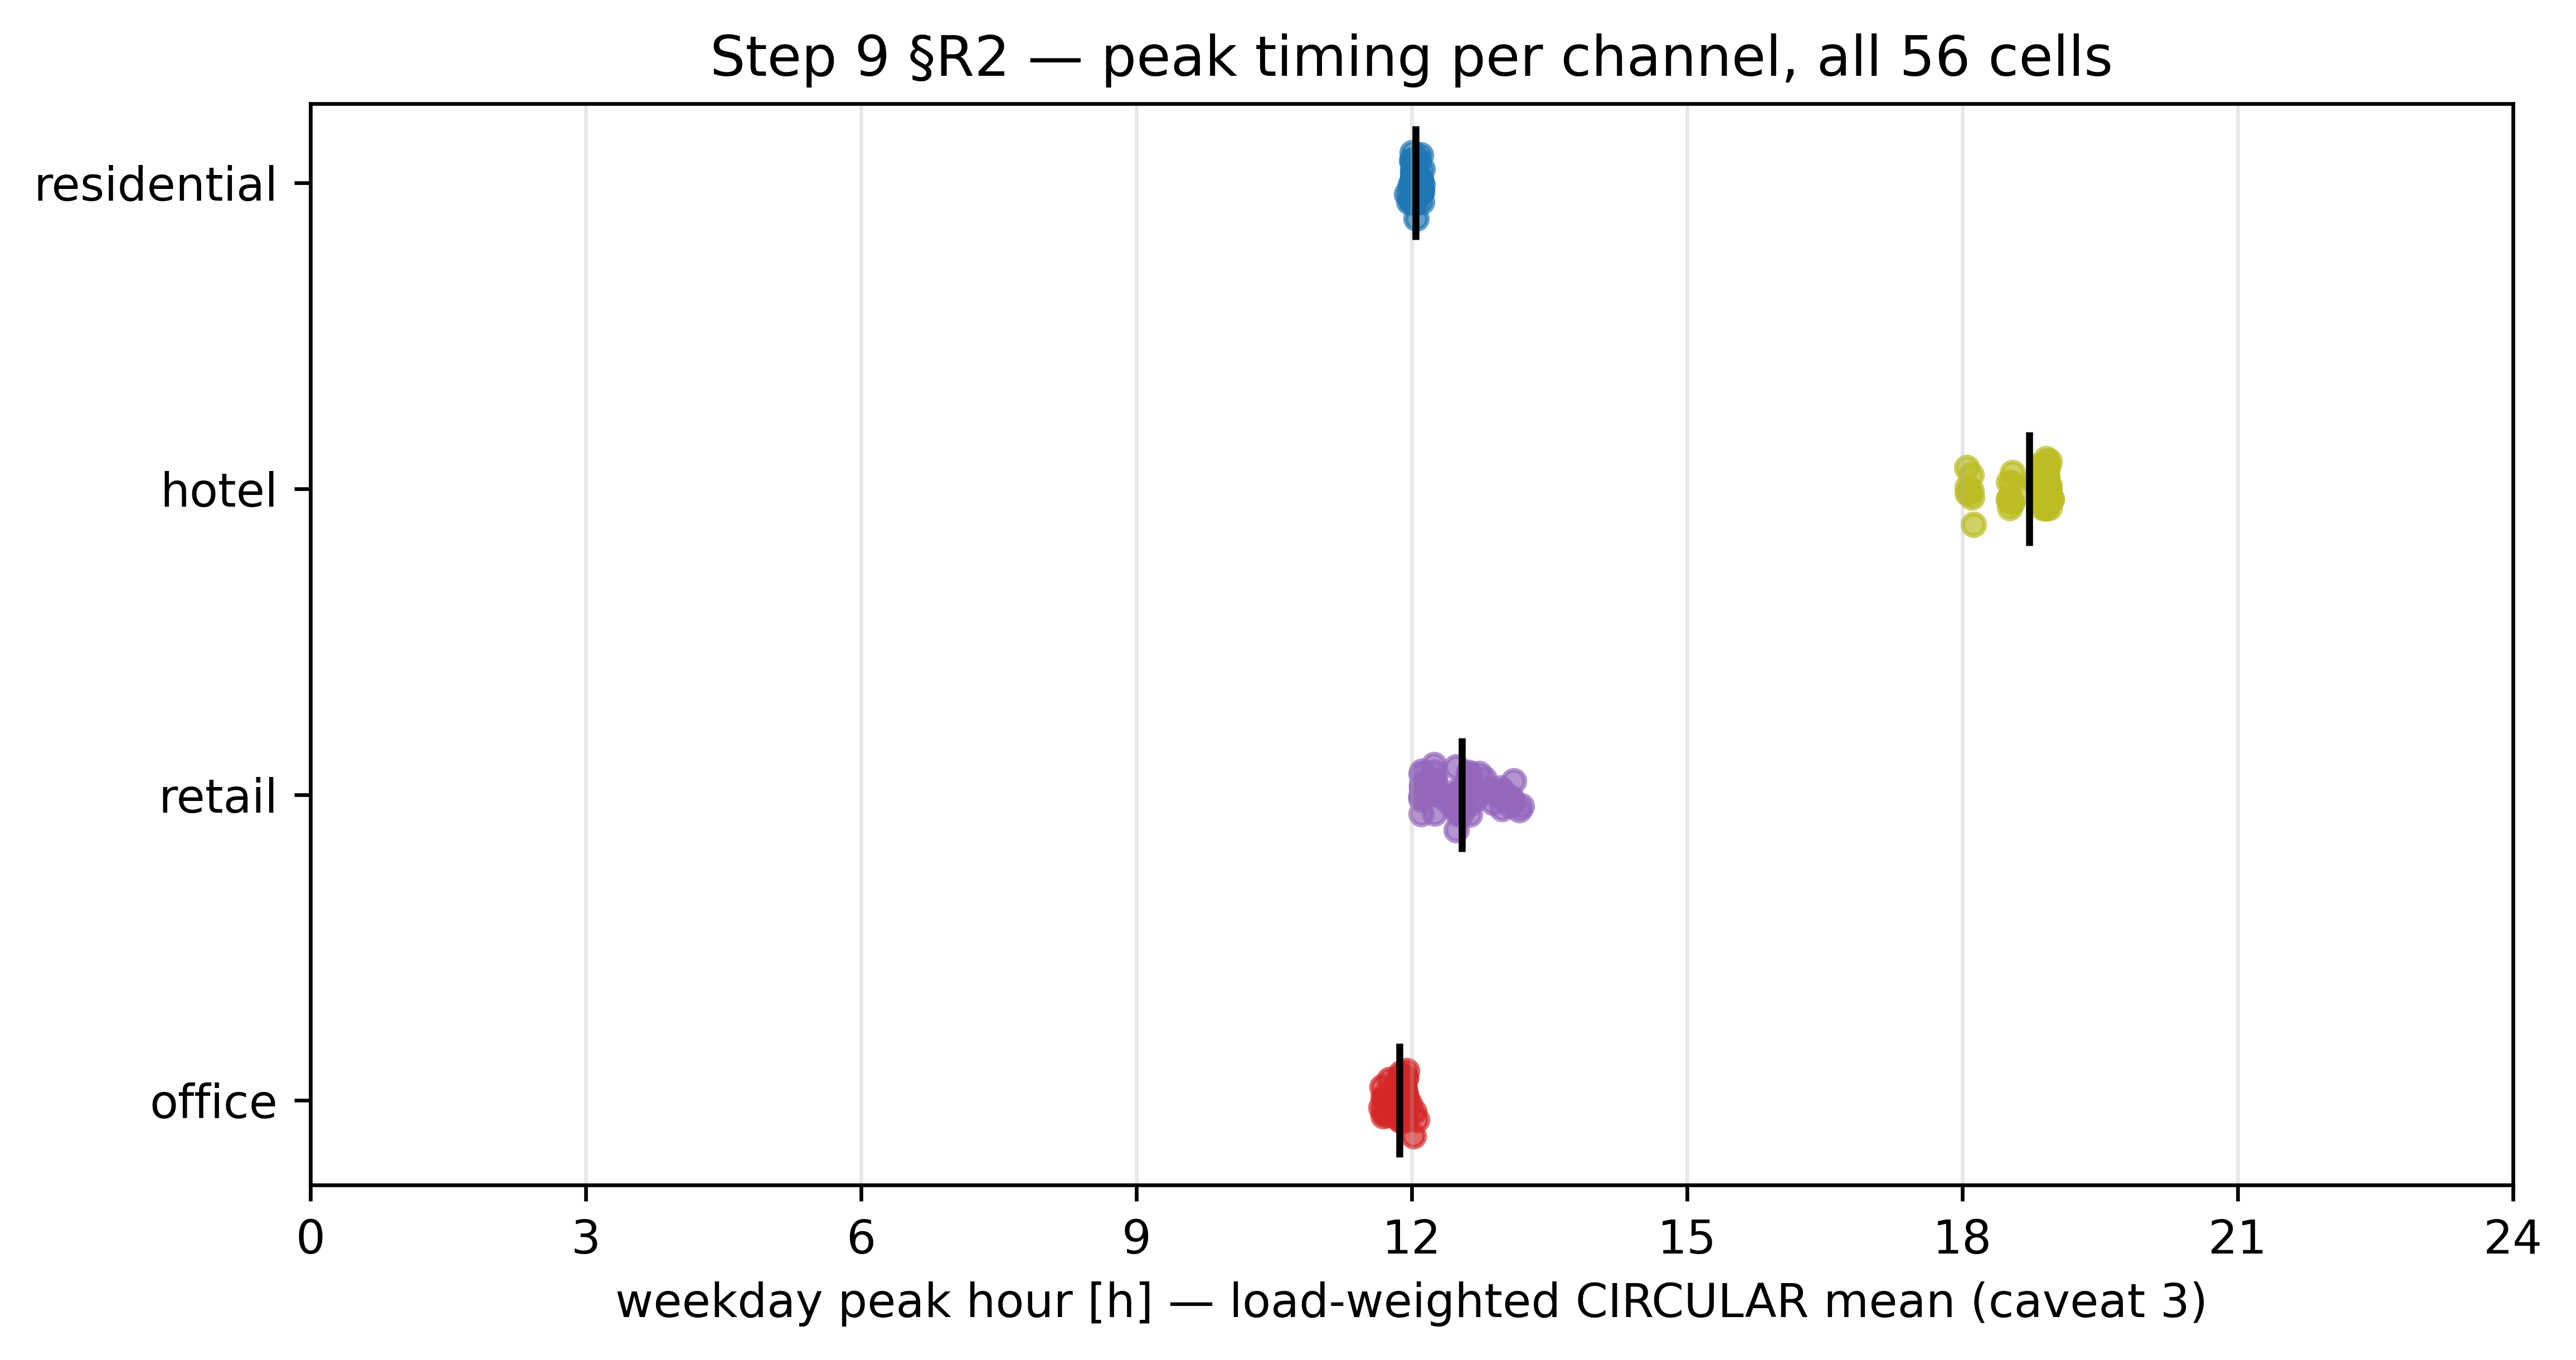 Step 9 §R2 — peak timing per channel, all 56 cells
residential
hotel
retail
office
0 3 6 9 12 15 18 21 24
weekday peak hour [h] — load-weighted CIRCULAR mean (caveat 3)